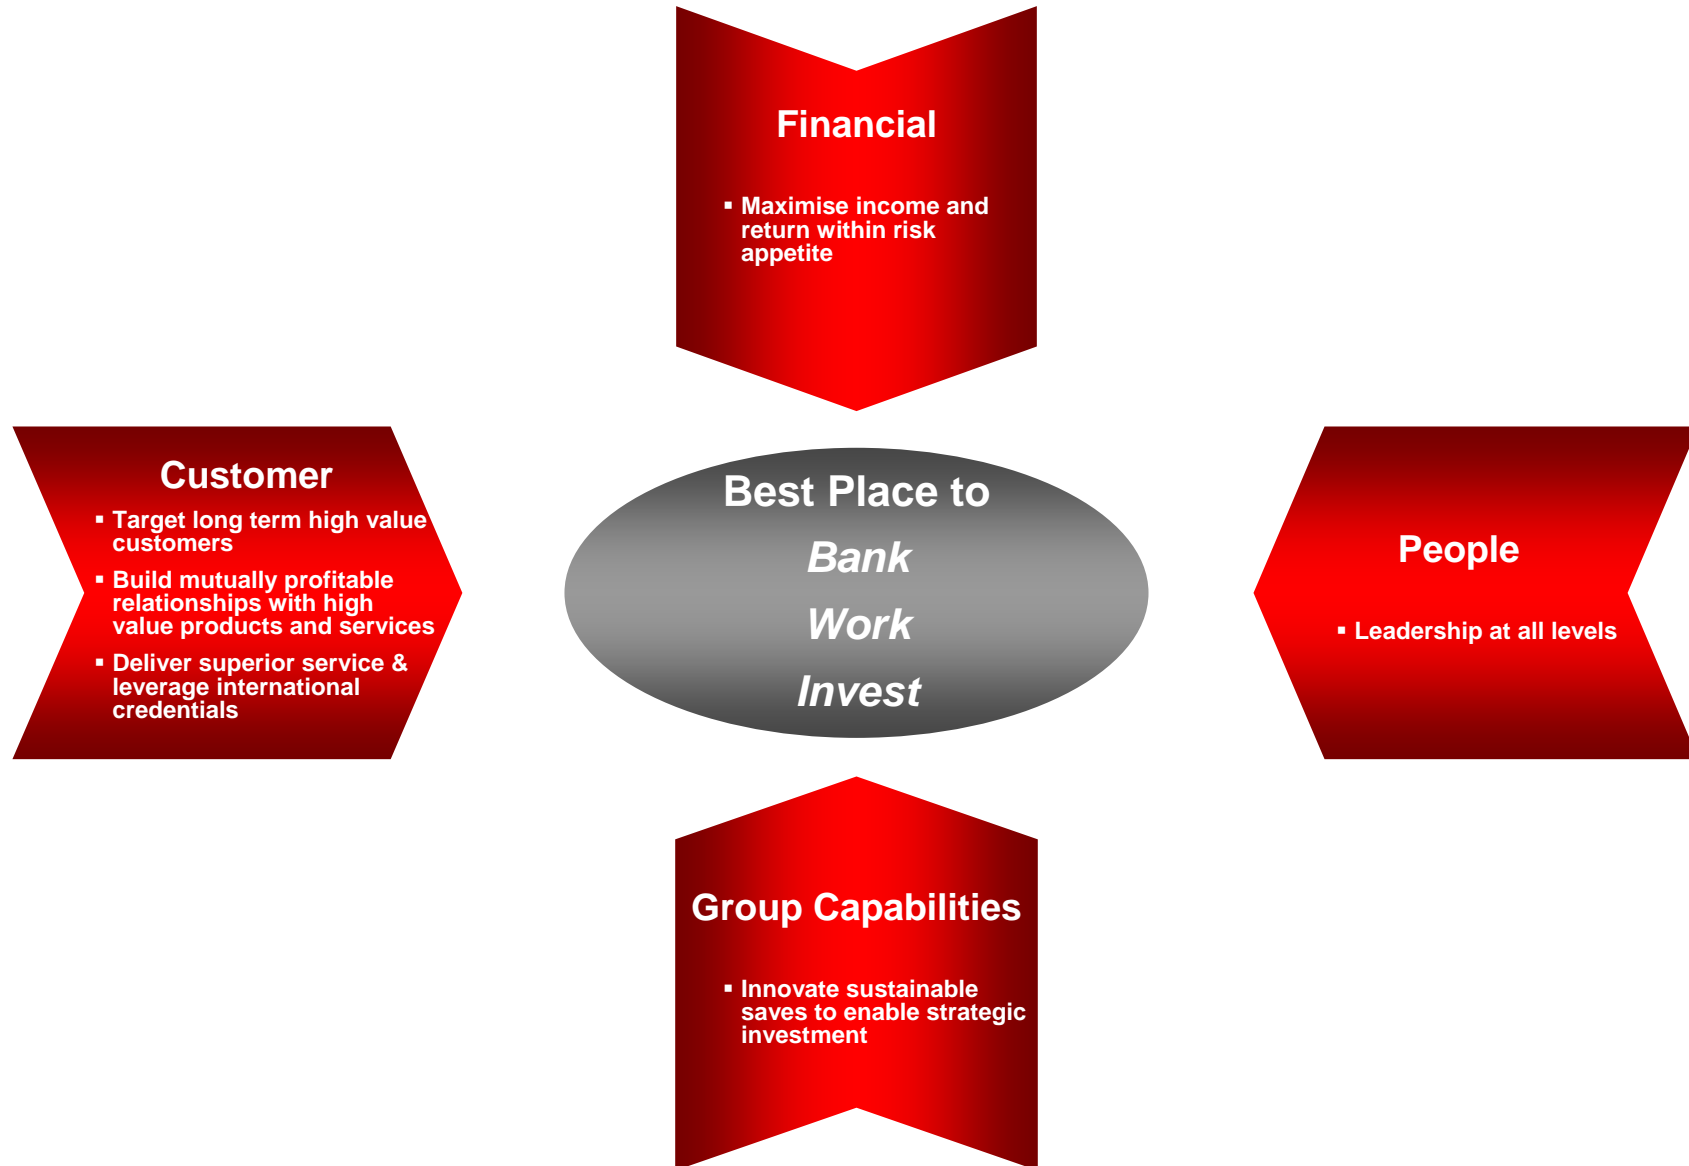 Financial
▪ Maximise income and
return within risk
appetite
Customer
▪ Target long term high value
customers
▪ Build mutually profitable
relationships with high
value products and services
▪ Deliver superior service &
leverage international
credentials
Best Place to
Bank
Work
Invest
People
▪ Leadership at all levels
Group Capabilities
▪ Innovate sustainable
saves to enable strategic
investment